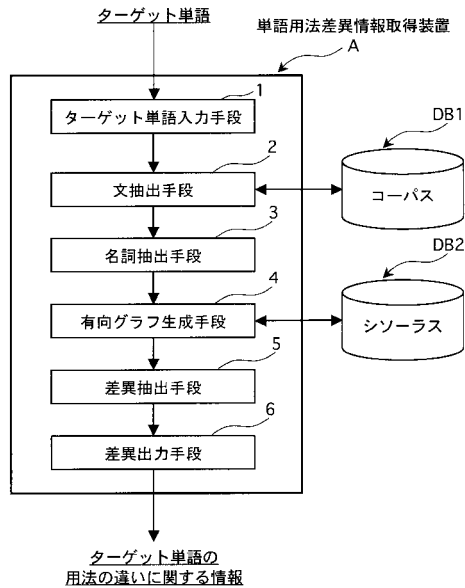 ターゲット単語
単語用法差異情報取得装置
A
1
ターゲット単語入力手段
DB1
2
文抽出手段
コーパス
3
名詞抽出手段
DB2
4
有向グラフ生成手段
シソーラス
5
差異抽出手段
6
差異出力手段
ターゲット単語の
用法の違いに関する情報